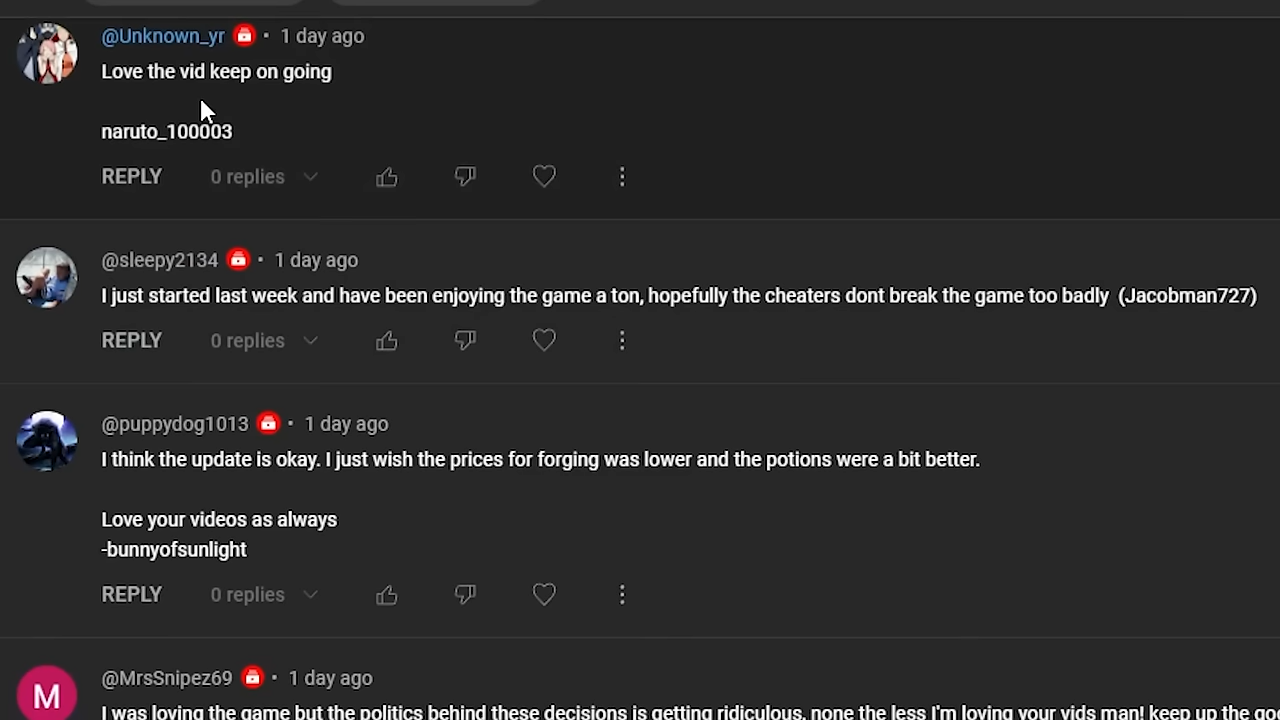 @Unknown_yr • 1 day ago
Love the vid keep on going
naruto_100003
REPLY 0 replies
@sleepy2134 • 1 day ago
I just started last week and have been enjoying the game a ton, hopefully the cheaters dont break the game too badly (Jacobman727)
REPLY 0 replies
@puppydog1013 • 1 day ago
I think the update is okay. I just wish the prices for forging was lower and the potions were a bit better.
Love your videos as always
-bunnyofsunlight
REPLY 0 replies
M
@MrsSnipez69 • 1 day ago
I was loving the game but the politics behind these decisions is getting ridiculous, none the less I'm loving your vids man! keep up the